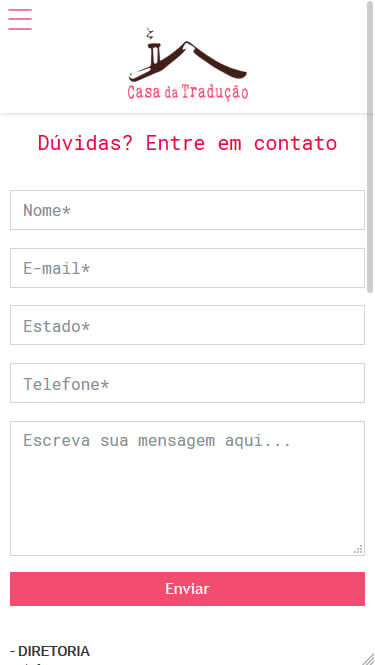 Casa da Tradução
Dúvidas? Entre em contato
Nome*
E-mail*
Estado*
Telefone*
Escreva sua mensagem aqui...
Enviar
- DIRETORIA